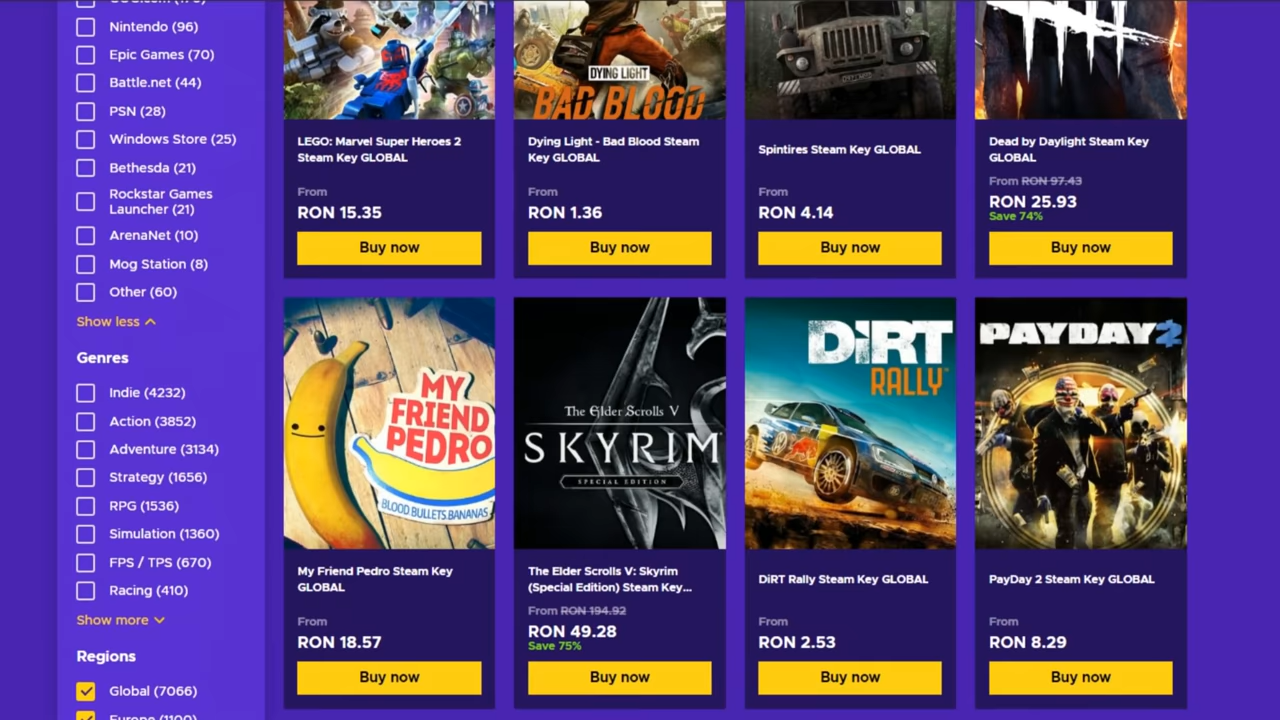 Nintendo (96)
Epic Games (70)
Battle.net (44)
PSN (28)
Windows Store (25)
Bethesda (21)
Rockstar Games
Launcher (21)
ArenaNet (10)
Mog Station (8)
Other (60)
Show less
Genres
Indie (4232)
Action (3852)
Adventure (3134)
Strategy (1656)
RPG (1536)
Simulation (1360)
FPS / TPS (670)
Racing (410)
Show more
Regions
Global (7066)
Europe (1100)
LEGO: Marvel Super Heroes 2
Steam Key GLOBAL
From
RON 15.35
Buy now
DYING LIGHT
BAD BLOOD
Dying Light - Bad Blood Steam
Key GLOBAL
From
RON 1.36
Buy now
Spintires Steam Key GLOBAL
From
RON 4.14
Buy now
Dead by Daylight Steam Key
GLOBAL
From RON 97.43
RON 25.93
Save 74%
Buy now
MY
FRIEND
PEDRO
BLOOD BULLETS BANANAS
My Friend Pedro Steam Key
GLOBAL
From
RON 18.57
Buy now
The Elder Scrolls V
SKYRIM
SPECIAL EDITION
The Elder Scrolls V: Skyrim
(Special Edition) Steam Key...
From RON 194.92
RON 49.28
Save 75%
Buy now
DiRT
RALLY
DiRT Rally Steam Key GLOBAL
From
RON 2.53
Buy now
PAYDAY 2
PayDay 2 Steam Key GLOBAL
From
RON 8.29
Buy now